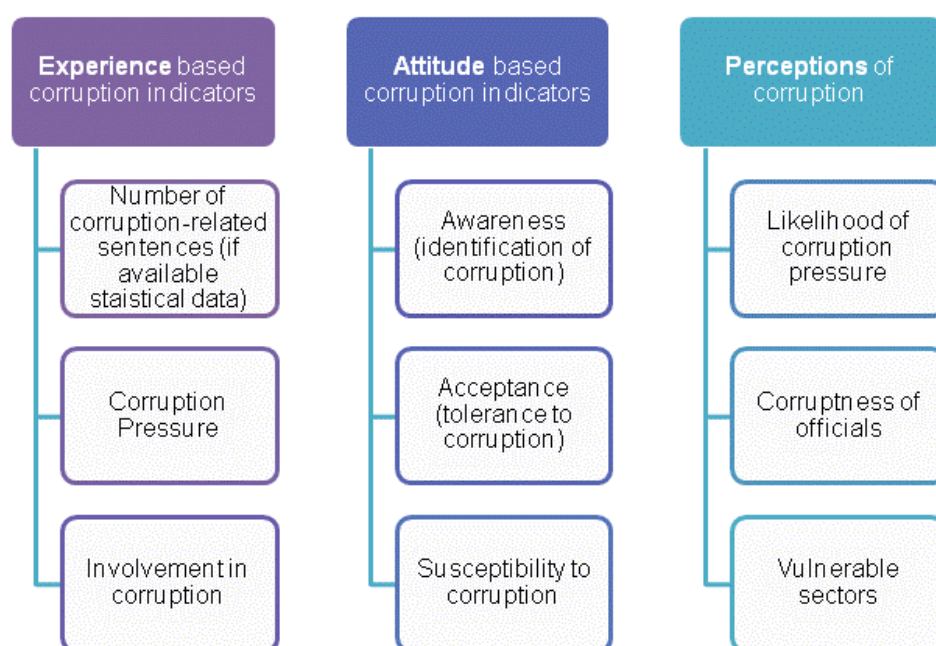 Experience based
corruption indicators
Number of
corruption-related
sentences (if
available
staistical data)
Corruption
Pressure
Involvement in
corruption
Attitude based
corruption indicators
Awareness
(identification of
corruption)
Acceptance
(tolerance to
corruption)
Susceptibility to
corruption
Perceptions of
corruption
Likelihood of
corruption
pressure
Corruptness of
officials
Vulnerable
sectors